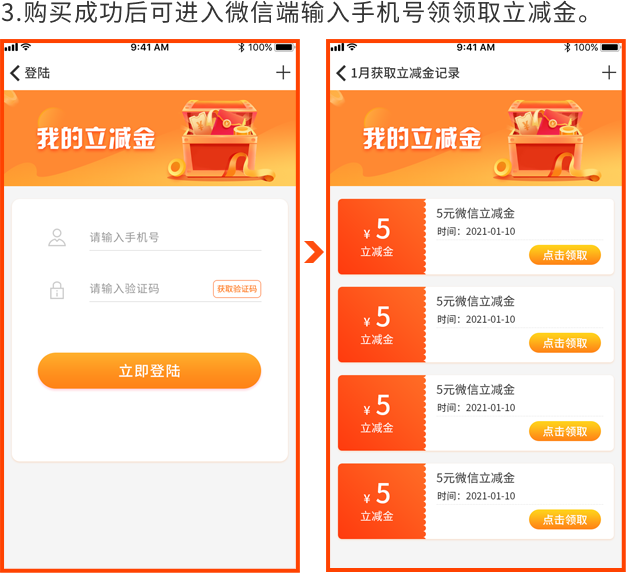 3.购买成功后可进入微信端输入手机号领领取立减金。
9:41 AM
100%
登陆
我的立减金
请输入手机号
请输入验证码
获取验证码
立即登陆
9:41 AM
100%
1月获取立减金记录
我的立减金
¥ 5
立减金
5元微信立减金
时间：2021-01-10
点击领取
¥ 5
立减金
5元微信立减金
时间：2021-01-10
点击领取
¥ 5
立减金
5元微信立减金
时间：2021-01-10
点击领取
¥ 5
立减金
5元微信立减金
时间：2021-01-10
点击领取